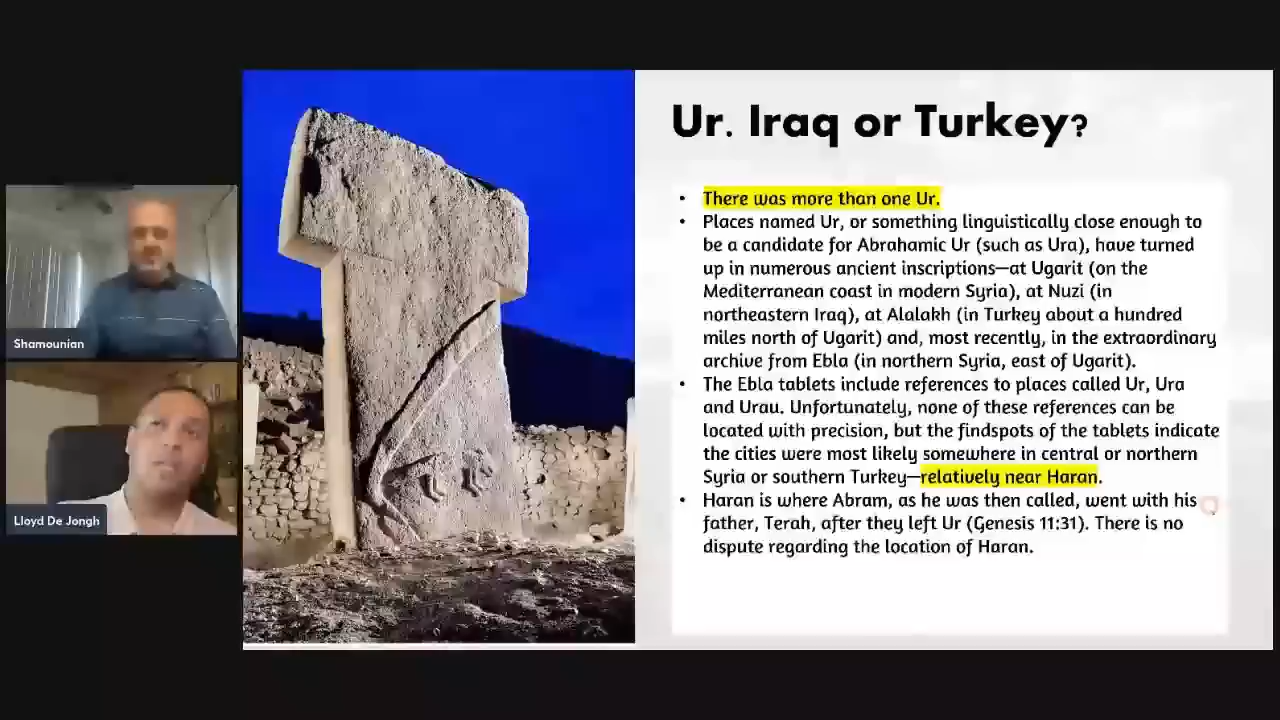 Ur. Iraq or Turkey?
• There was more than one Ur.
• Places named Ur, or something linguistically close enough to
be a candidate for Abrahamic Ur (such as Ura), have turned
up in numerous ancient inscriptions—at Ugarit (on the
Mediterranean coast in modern Syria), at Nuzi (in
northeastern Iraq), at Alalakh (in Turkey about a hundred
miles north of Ugarit) and, most recently, in the extraordinary
archive from Ebla (in northern Syria, east of Ugarit).
• The Ebla tablets include references to places called Ur, Ura
and Urau. Unfortunately, none of these references can be
located with precision, but the findspots of the tablets indicate
the cities were most likely somewhere in central or northern
Syria or southern Turkey—relatively near Haran.
• Haran is where Abram, as he was then called, went with his
father, Terah, after they left Ur (Genesis 11:31). There is no
dispute regarding the location of Haran.
Shamounian
Lloyd De Jongh